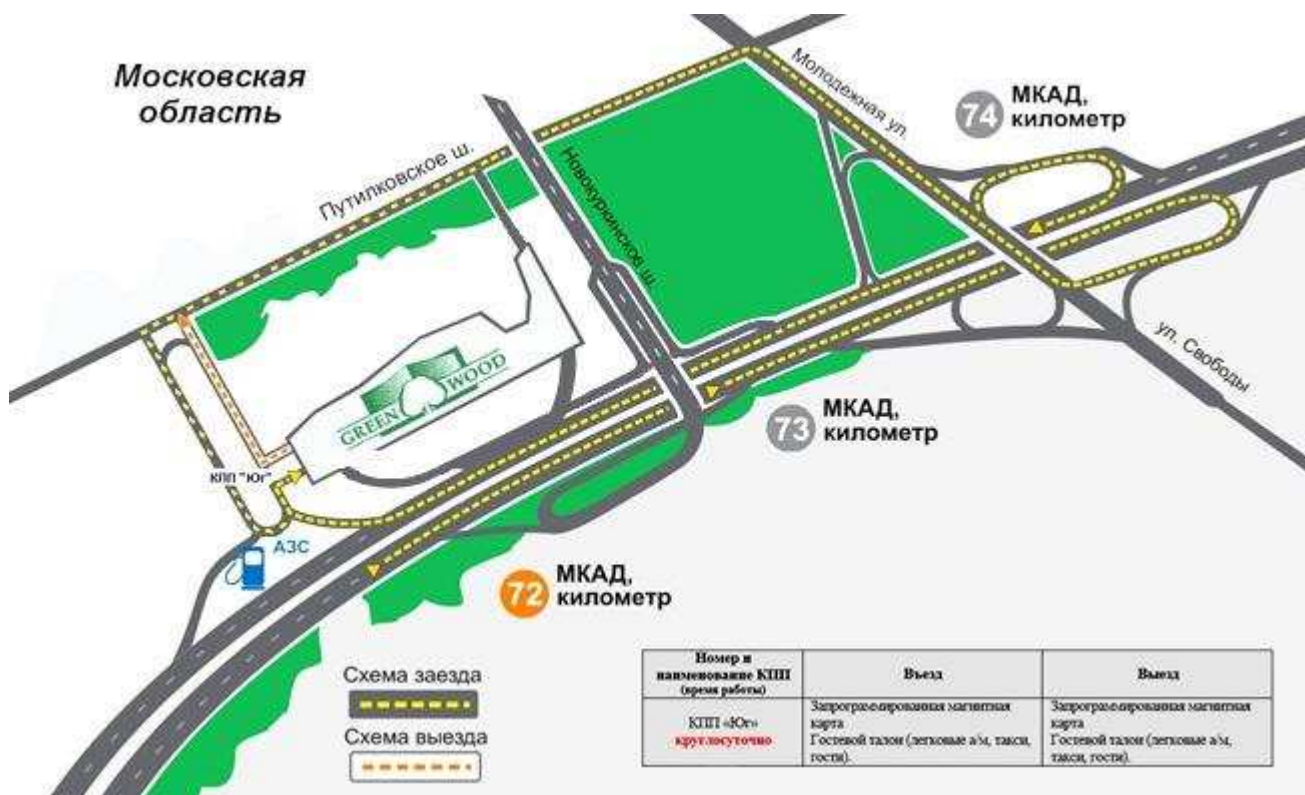 Московская
область
Молодежная ул.
74
МКАД,
километр
Путилковское ш.
Новокуркинское ш.
GREEN WOOD
ул. Свободы
73
МКАД,
километр
КПП "Юг"
АЗС
72
МКАД,
километр
Схема заезда
Схема выезда
Номер и
наименование КПП
(время работы)
Въезд
Выезд
КПП «Юг»
круглосуточно
Запрограммированная магнитная
карта
Гостевой талон (легковые а/м, такси,
гости).
Запрограммированная магнитная
карта
Гостевой талон (легковые а/м,
такси, гости).